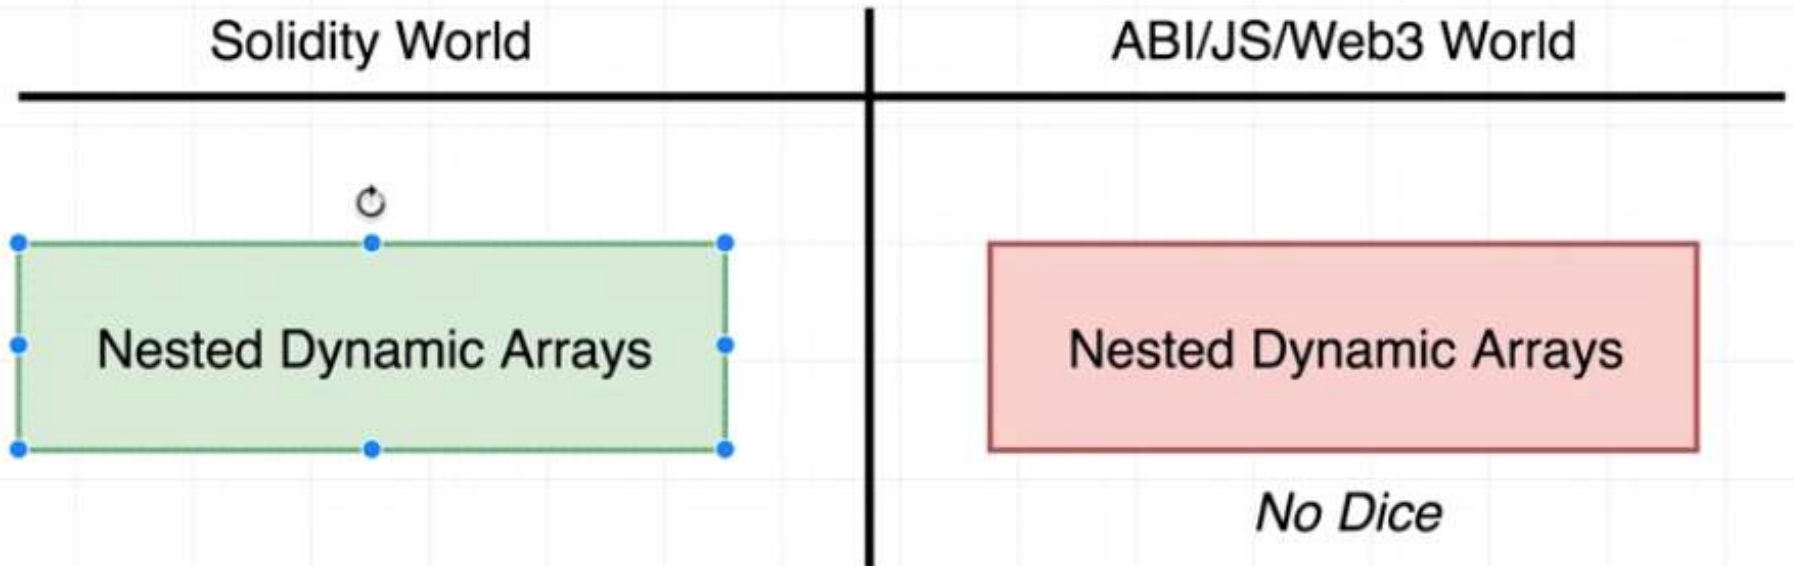 Solidity World
ABI/JS/Web3 World
Nested Dynamic Arrays
Nested Dynamic Arrays
No Dice